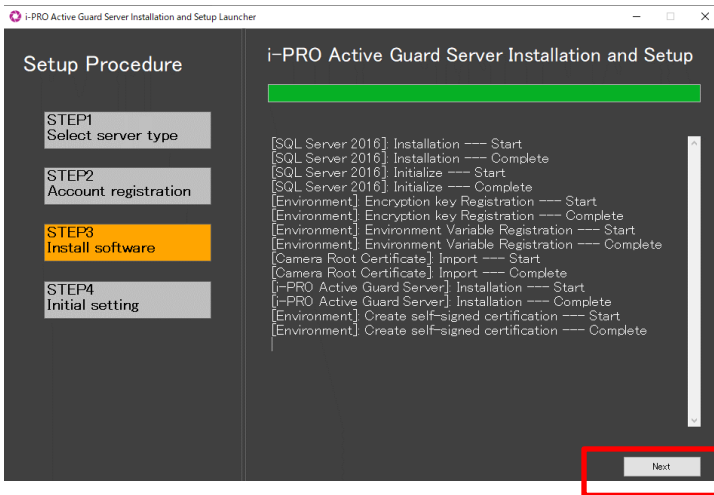 i-PRO Active Guard Server Installation and Setup Launcher
Setup Procedure
STEP1
Select server type
STEP2
Account registration
STEP3
Install software
STEP4
Initial setting
i-PRO Active Guard Server Installation and Setup
[SQL Server 2016]: Installation --- Start
[SQL Server 2016]: Installation --- Complete
[SQL Server 2016]: Initialize --- Start
[SQL Server 2016]: Initialize --- Complete
[Environment]: Encryption key Registration --- Start
[Environment]: Encryption key Registration --- Complete
[Environment]: Environment Variable Registration --- Start
[Environment]: Environment Variable Registration --- Complete
[Camera Root Certificate]: Import --- Start
[Camera Root Certificate]: Import --- Complete
[i-PRO Active Guard Server]: Installation --- Start
[i-PRO Active Guard Server]: Installation --- Complete
[Environment]: Create self-signed certification --- Start
[Environment]: Create self-signed certification --- Complete
Next